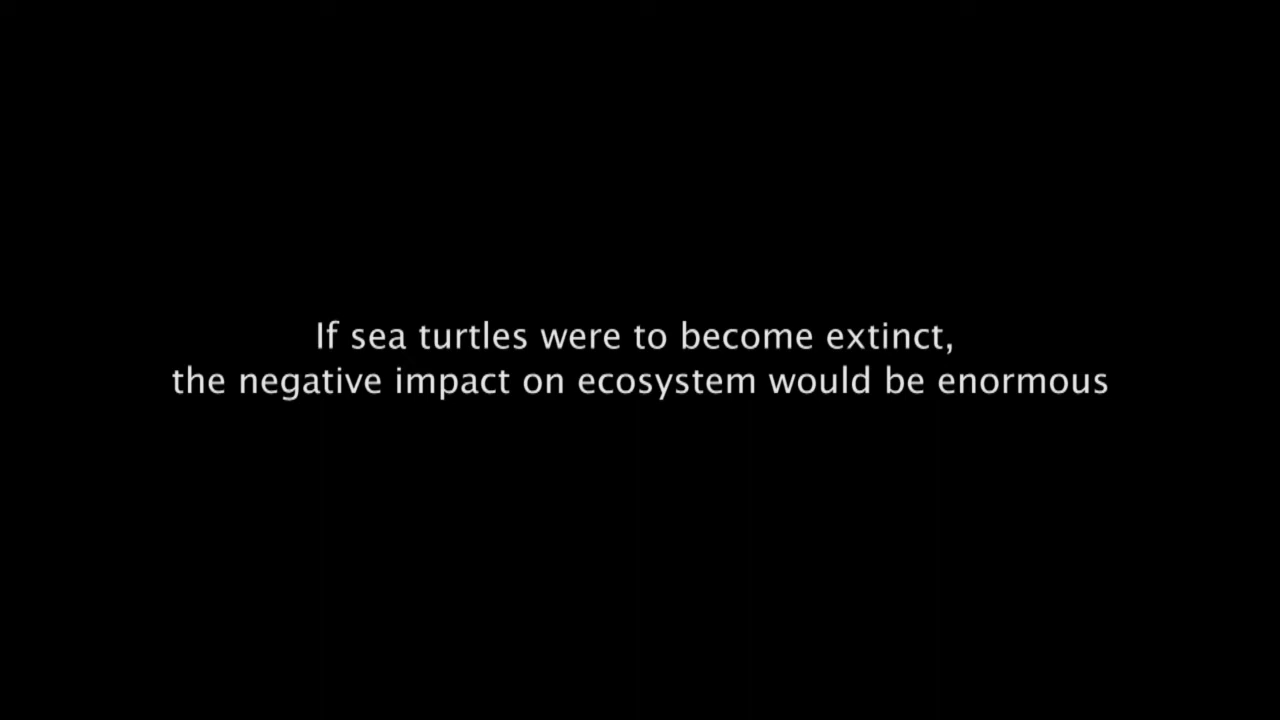 If sea turtles were to become extinct,
the negative impact on ecosystem would be enormous